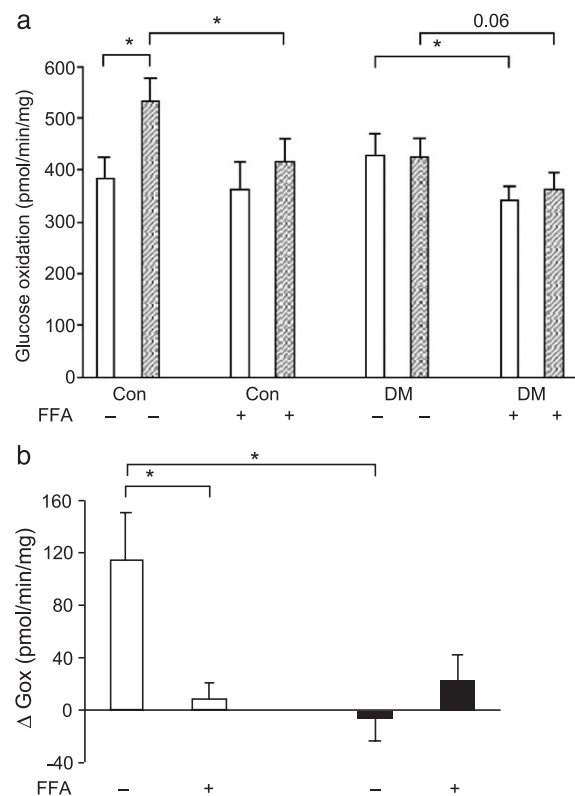 a
* * 0.06
*
600
500
400
300
200
100
0
Glucose oxidation (pmol/min/mg)
Con Con DM DM
FFA – – + + – – + +
b
*
*
160
120
80
40
0
–40
Δ Gox (pmol/min/mg)
FFA – + – +